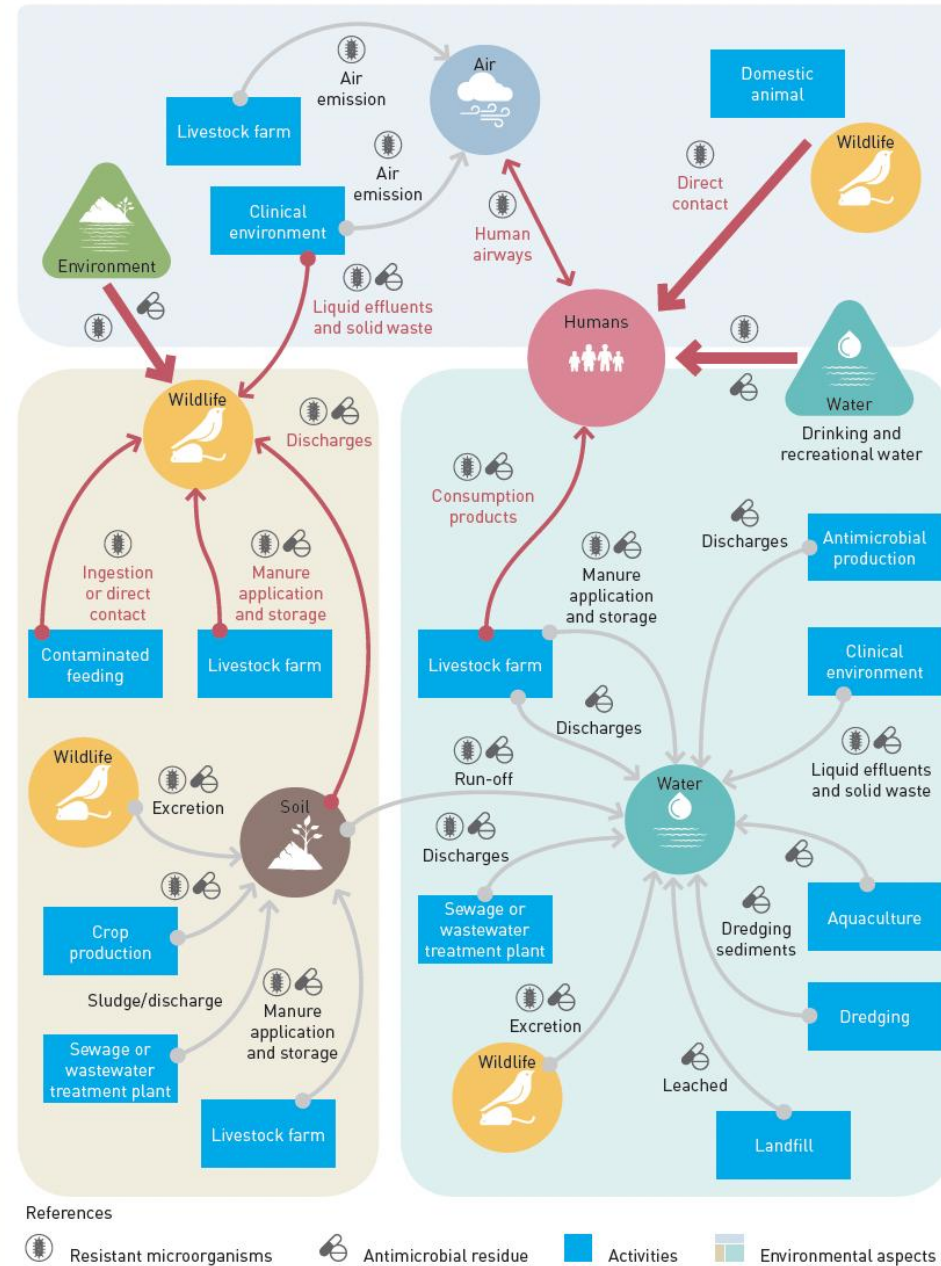 Air
emission
Livestock farm
Air
Domestic
animal
Wildlife
Air
emission
Direct
contact
Clinical
environment
Human
airways
Environment
Liquid effluents
and solid waste
Humans
Wildlife
Discharges
Water
Drinking and
recreational water
Consumption
products
Discharges
Antimicrobial
production
Ingestion
or direct
contact
Manure
application
and storage
Manure
application
and storage
Contaminated
feeding
Livestock farm
Livestock farm
Clinical
environment
Discharges
Wildlife
Excretion
Soil
Run-off
Water
Liquid effluents
and solid waste
Discharges
Crop
production
Sewage or
wastewater
treatment plant
Dredging
sediments
Aquaculture
Sludge/discharge
Manure
application
and storage
Excretion
Dredging
Sewage or
wastewater
treatment plant
Wildlife
Leached
Livestock farm
Landfill
References
Resistant microorganisms
Antimicrobial residue
Activities
Environmental aspects